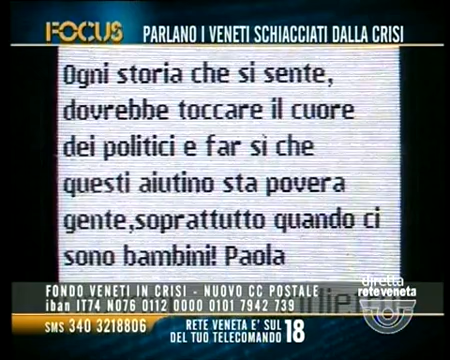 FOCUS PARLANO I VENETI SCHIACCIATI DALLA CRISI
Ogni storia che si sente,
dovrebbe toccare il cuore
dei politici e far sì che
questi aiutino sta povera
gente,soprattutto quando ci
sono bambini! Paola
FONDO VENETI IN CRISI - NUOVO CC POSTALE
iban IT74 N076 0112 0000 0101 7942 739
diretta
reteveneta
SMS 340 3218806
RETE VENETA E' SUL
DEL TUO TELECOMANDO 18